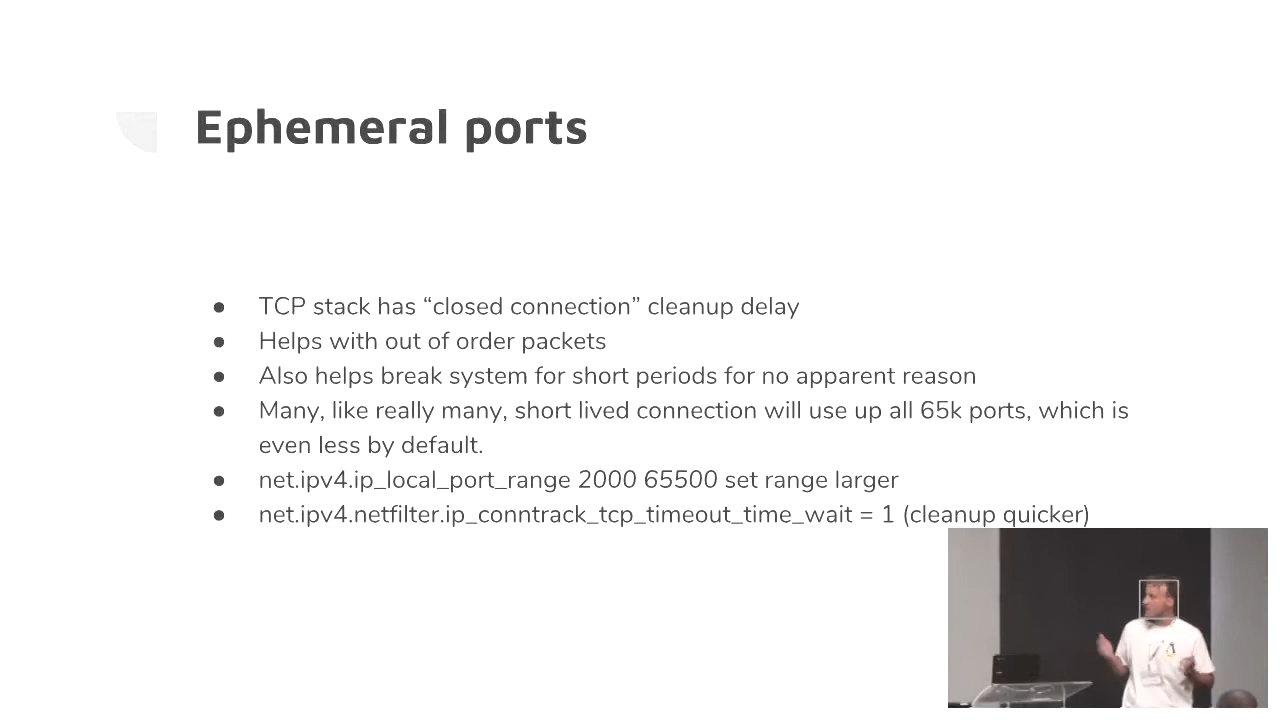 Ephemeral ports
● TCP stack has “closed connection” cleanup delay
● Helps with out of order packets
● Also helps break system for short periods for no apparent reason
● Many, like really many, short lived connection will use up all 65k ports, which is
even less by default.
● net.ipv4.ip_local_port_range 2000 65500 set range larger
● net.ipv4.netfilter.ip_conntrack_tcp_timeout_time_wait = 1 (cleanup quicker)